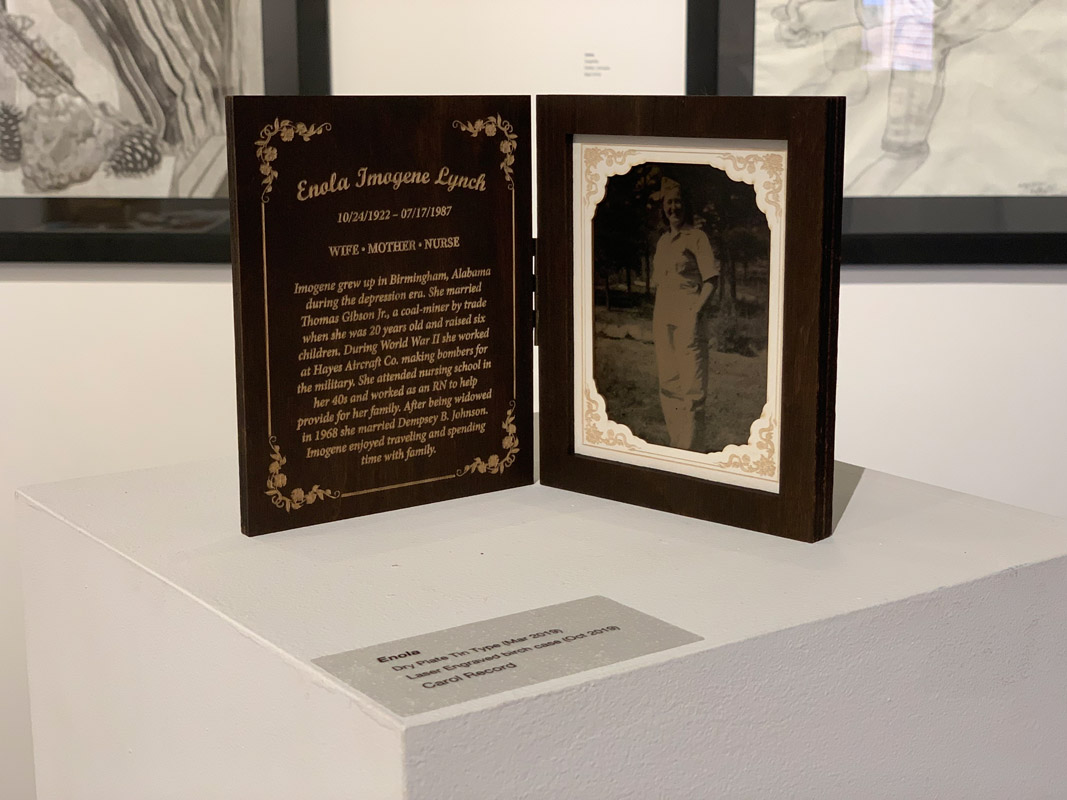 Enola Imogene Lynch
10/24/1922 – 07/17/1987
WIFE • MOTHER • NURSE
Imogene grew up in Birmingham, Alabama
during the depression era. She married
Thomas Gibson Jr., a coal-miner by trade
when she was 20 years old and raised six
children. During World War II she worked
at Hayes Aircraft Co. making bombers for
the military. She attended nursing school in
her 40s and worked as an RN to help
provide for her family. After being widowed
in 1968 she married Dempsey B. Johnson.
Imogene enjoyed traveling and spending
time with family.
Enola
Dry Plate Tin Type (Mar 2019)
Laser Engraved birch case (Oct 2019)
Carol Record